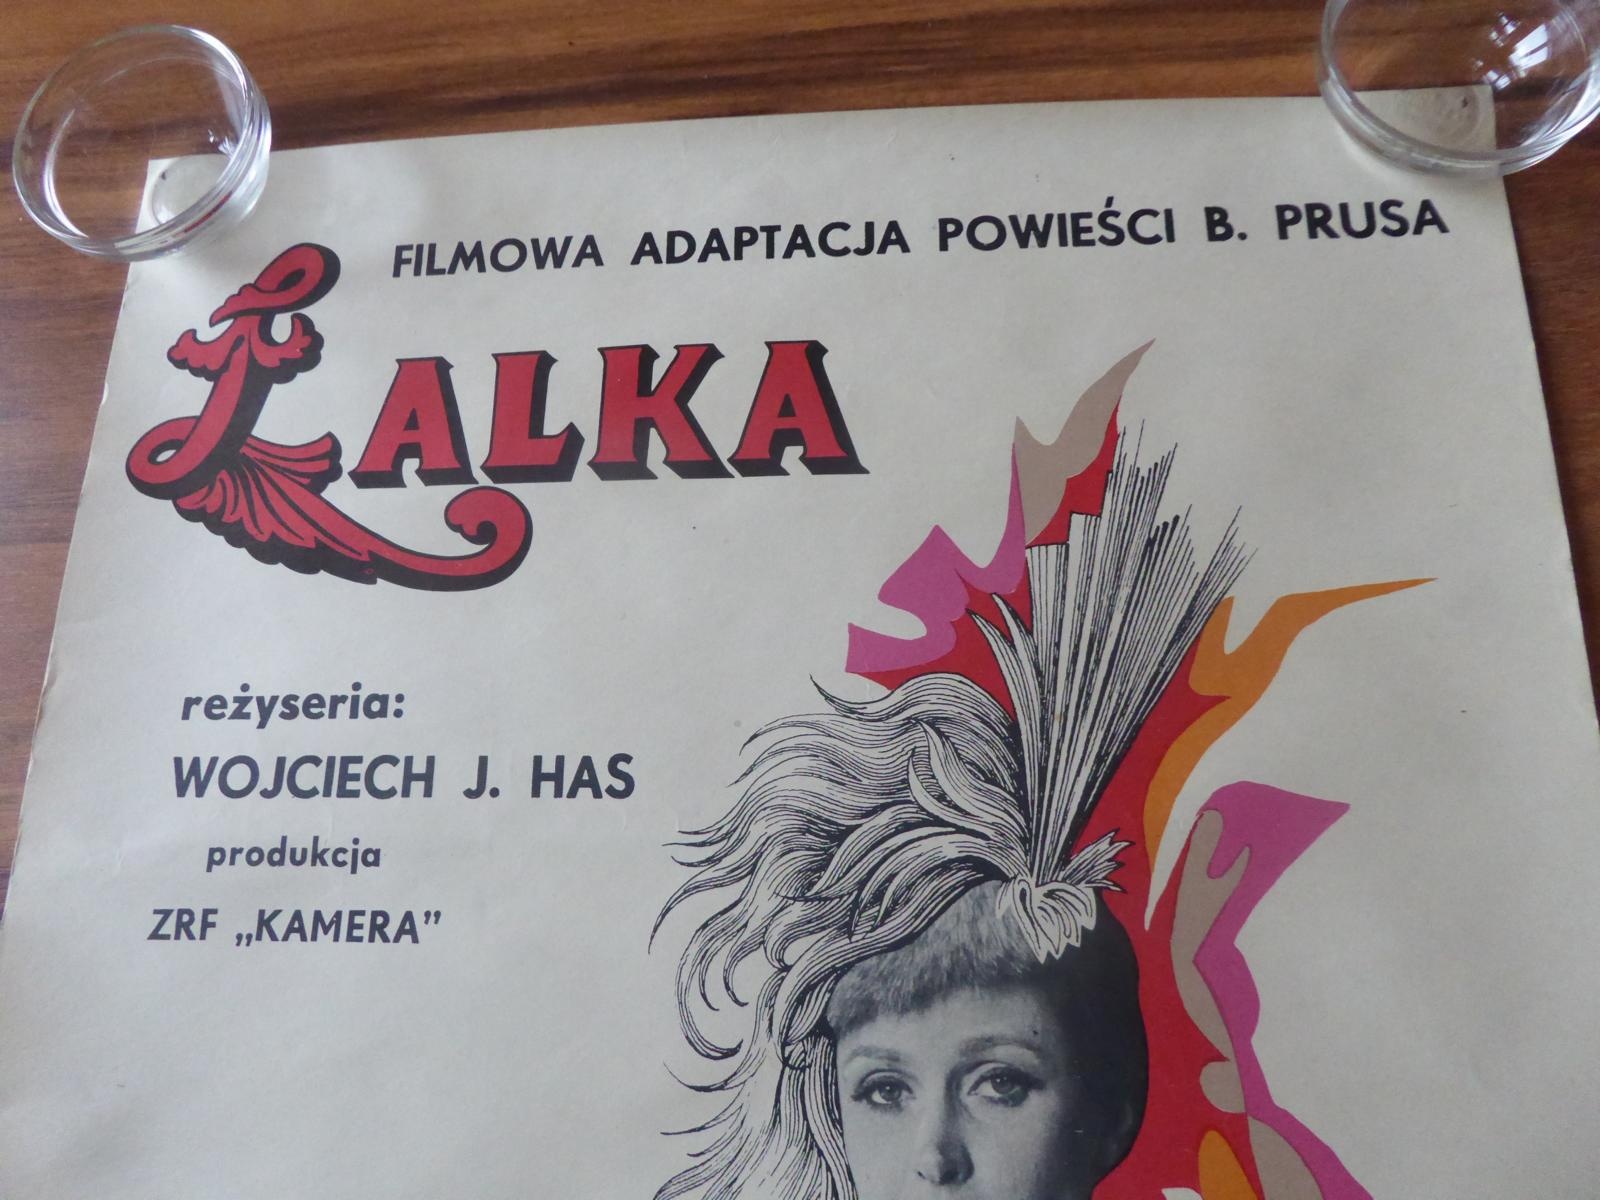 FILMOWA ADAPTACJA POWIEŚCI B. PRUSA
LALKA
reżyseria:
WOJCIECH J. HAS
produkcja
ZRF „KAMERA”